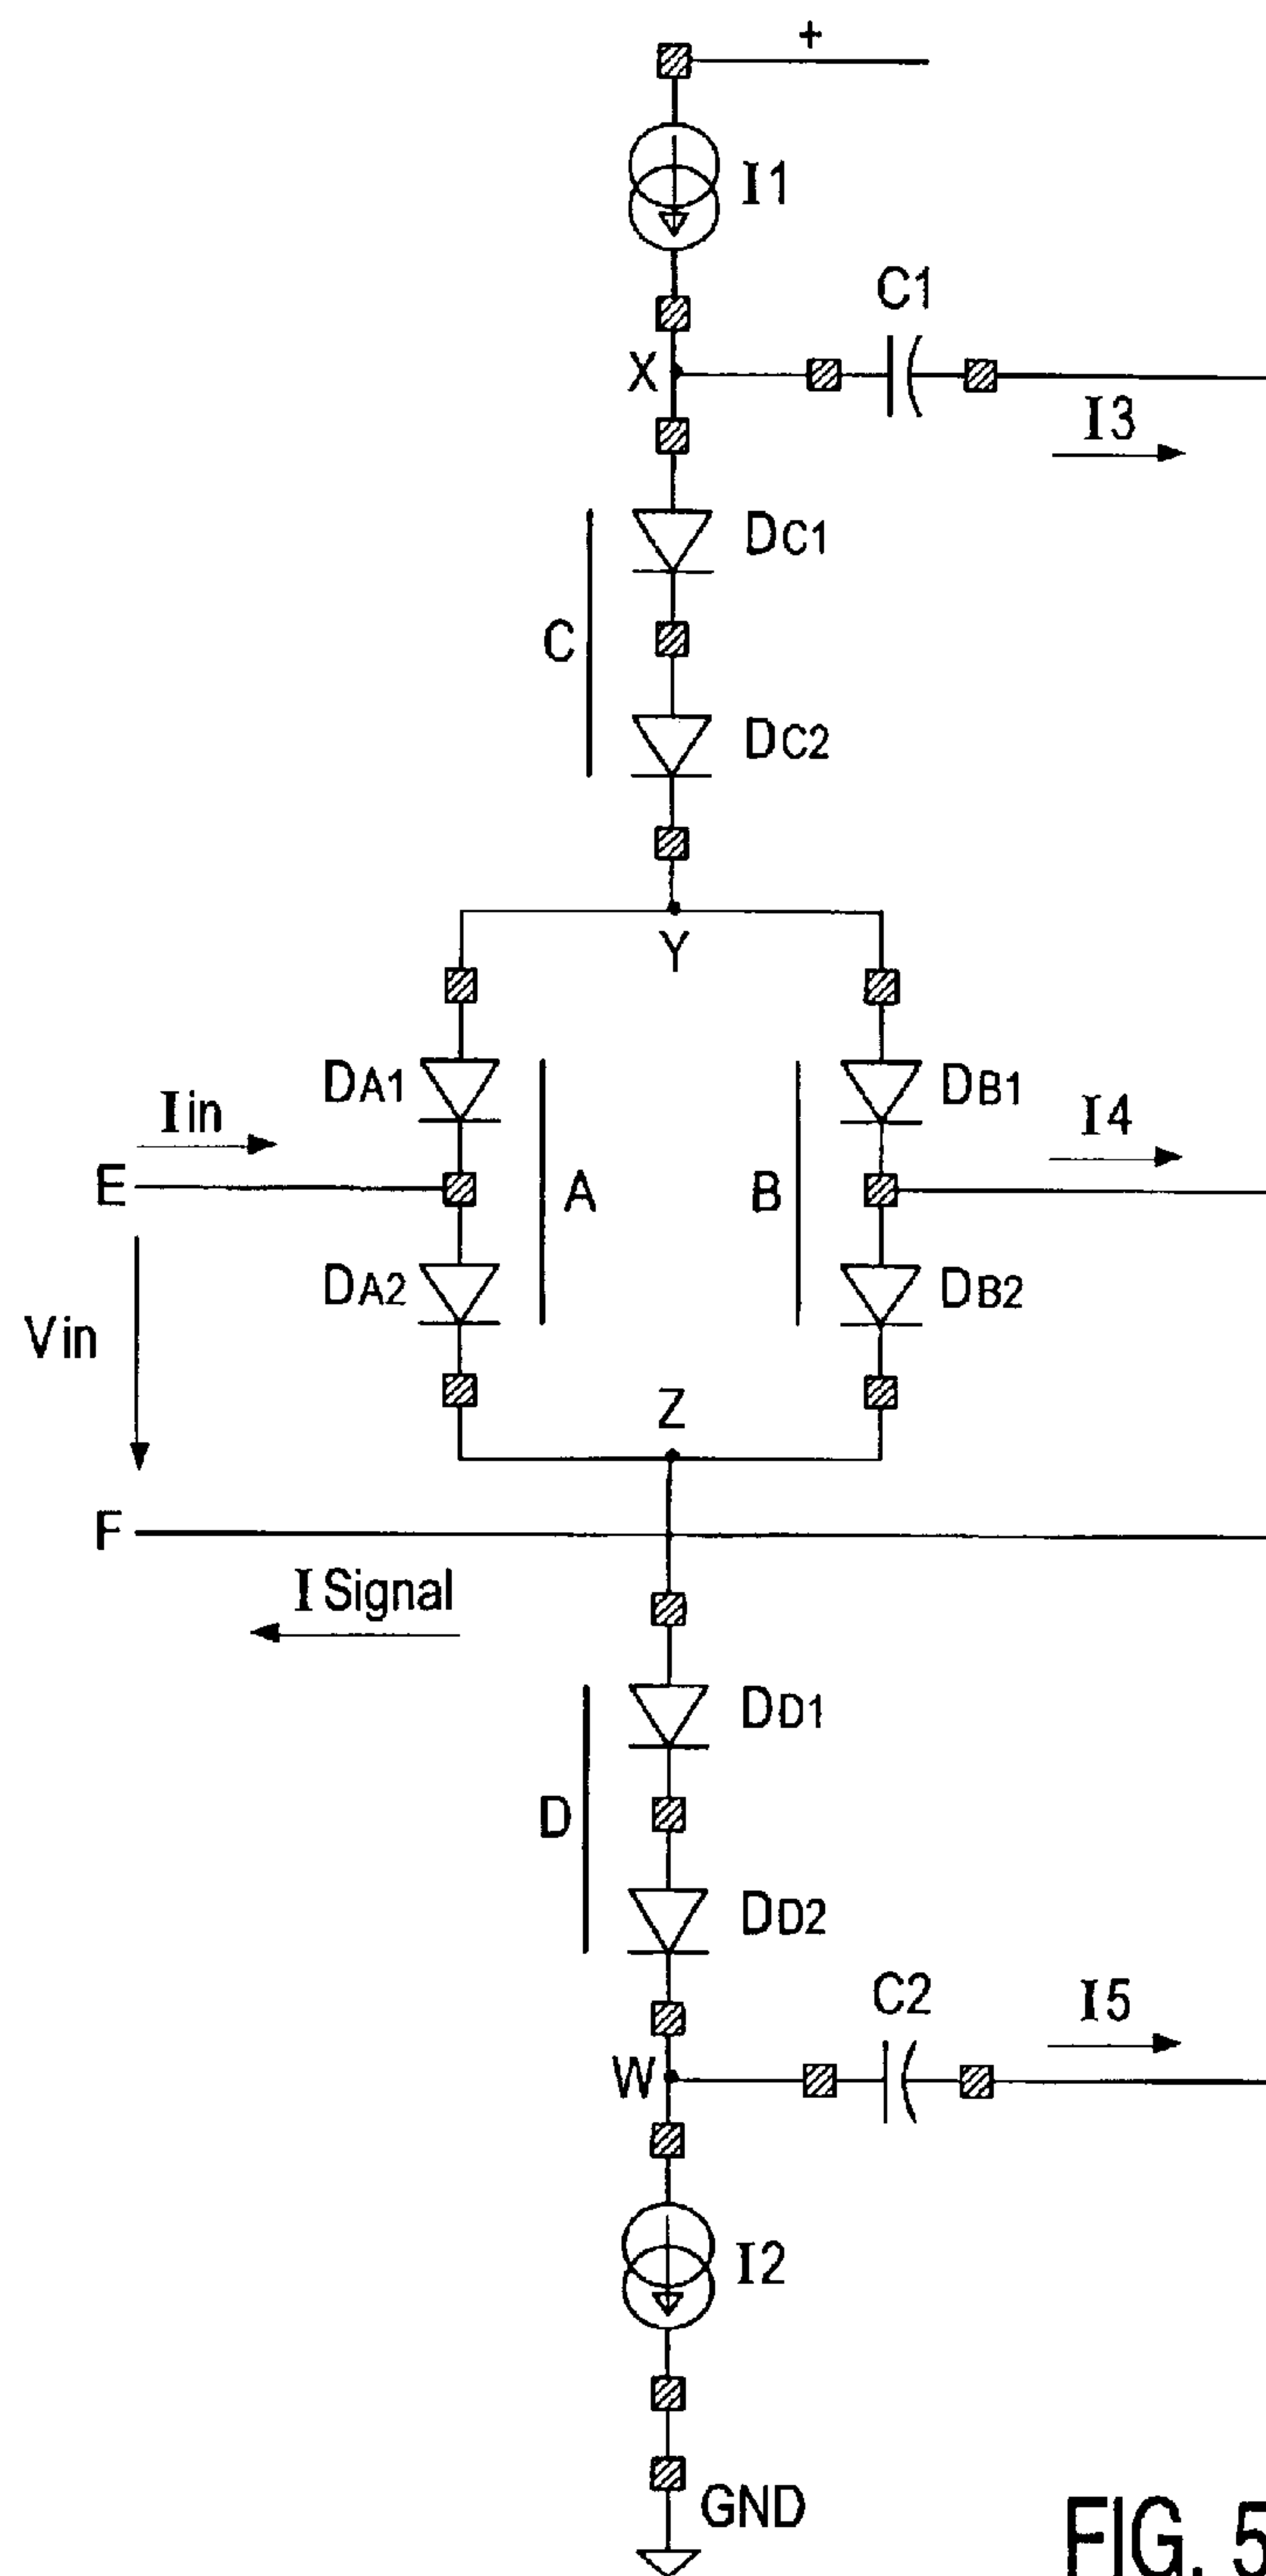 +
I1
C1
X
I3
DC1
C
DC2
Y
DA1
DB1
Iin
I4
E
A
B
DA2
DB2
Vin
Z
F
I Signal
DD1
D
DD2
C2
I5
W
I2
GND
FIG. 5